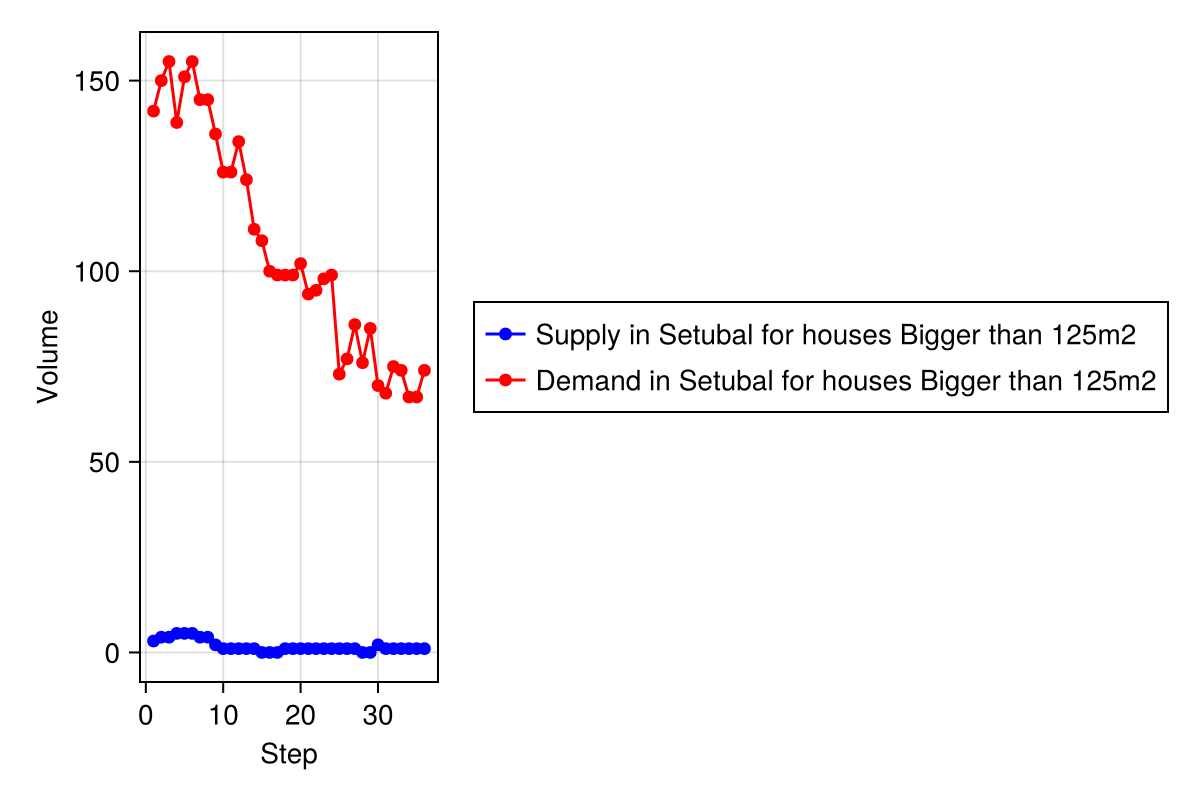 150
100
50
0
Volume
0 10 20 30
Step
Supply in Setubal for houses Bigger than 125m2
Demand in Setubal for houses Bigger than 125m2